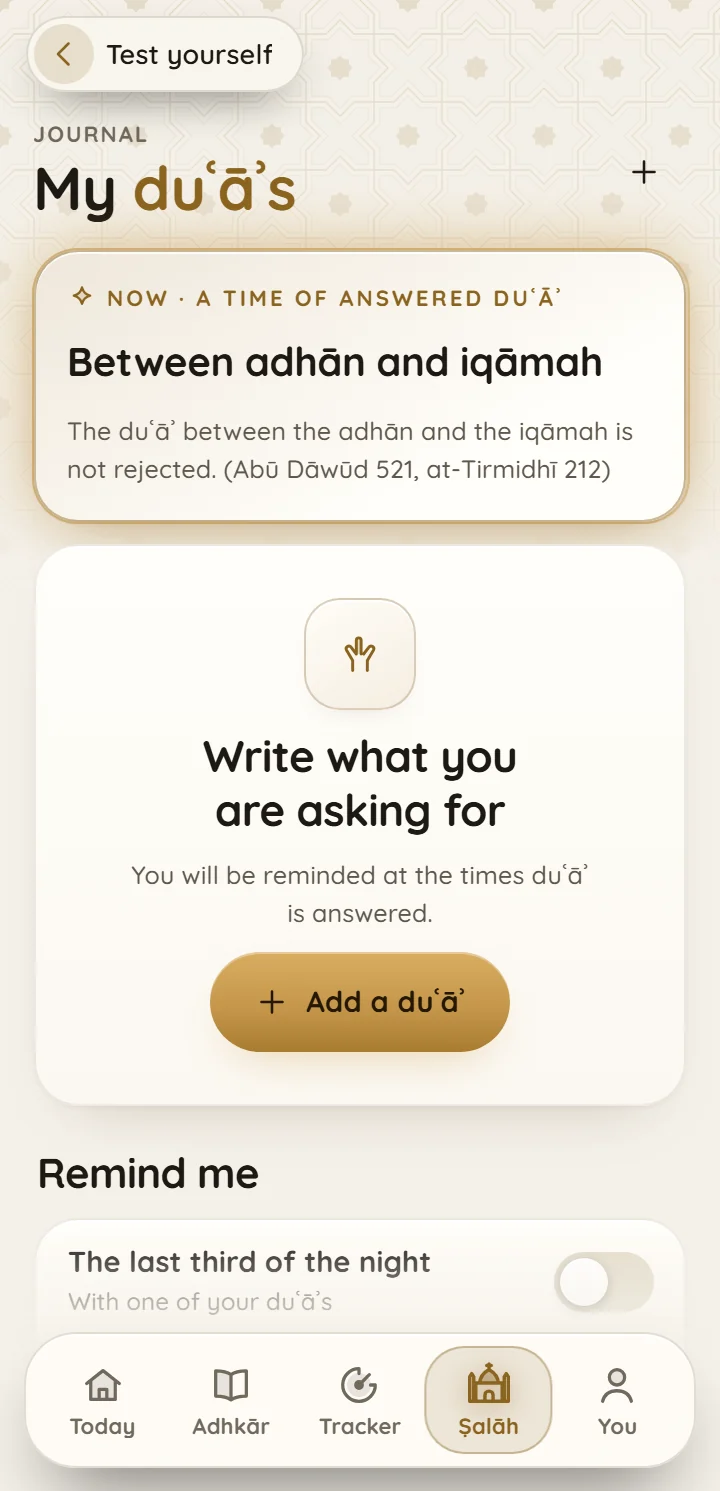 Test yourself
JOURNAL
My duʿāʾs
NOW · A TIME OF ANSWERED DUʿĀʾ
Between adhān and iqāmah
The duʿāʾ between the adhān and the iqāmah is
not rejected. (Abū Dāwūd 521, at-Tirmidhī 212)
Write what you
are asking for
You will be reminded at the times duʿāʾ
is answered.
Add a duʿāʾ
Remind me
The last third of the night
With one of your duʿāʾs
Today Adhkār Tracker Ṣalāh You